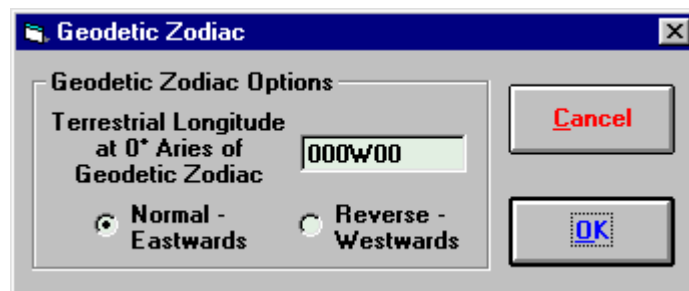 Geodetic Zodiac
Geodetic Zodiac Options
Terrestrial Longitude
at 0* Aries of
Geodetic Zodiac
000W00
Normal -
Eastwards
Reverse -
Westwards
Cancel
OK